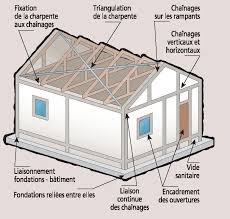 Fixation
de la charpente
aux chaînages
Triangulation
de la charpente
Chaînages
sur les rampants
Chaînages
verticaux et
horizontaux
Liaisonnement
fondations - bâtiment
Fondations reliées entre elles
Liaison
continue
des chaînages
Encadrement
des ouvertures
Vide
sanitaire